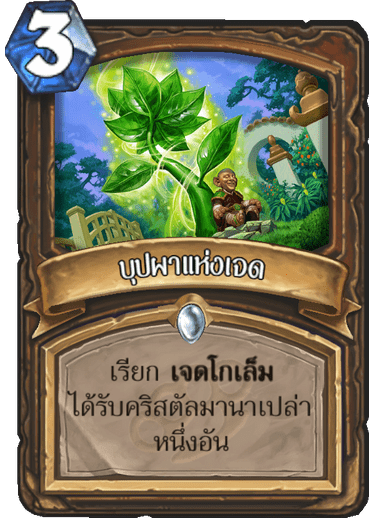 3
บุปผาแห่งเจด
เรียก เจดโกเล็ม
ได้รับคริสตัลมานาเปล่า
หนึ่งอัน